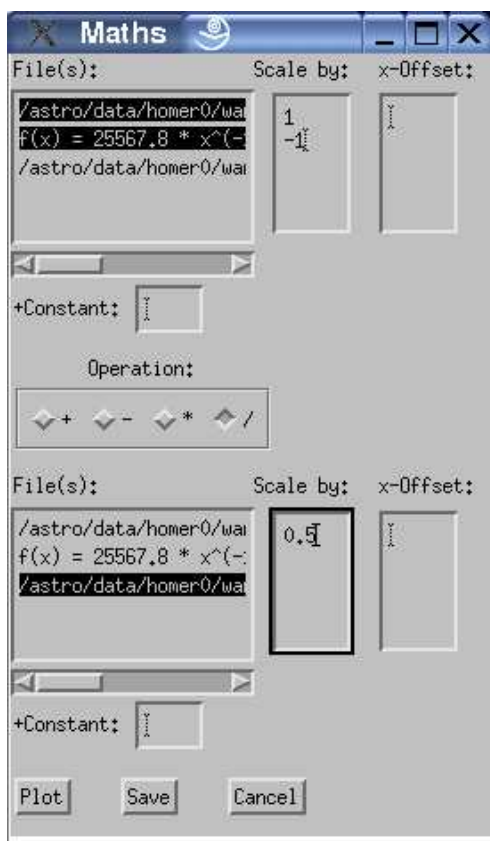 Maths
File(s): Scale by: x-Offset:
/astro/data/homer0/wa
f(x) = 25567.8 * x^(-
/astro/data/homer0/wa
1
-1
+Constant:
Operation:
+ - * /
File(s): Scale by: x-Offset:
/astro/data/homer0/wa
f(x) = 25567.8 * x^(-
/astro/data/homer0/wa
0.5
+Constant:
Plot Save Cancel